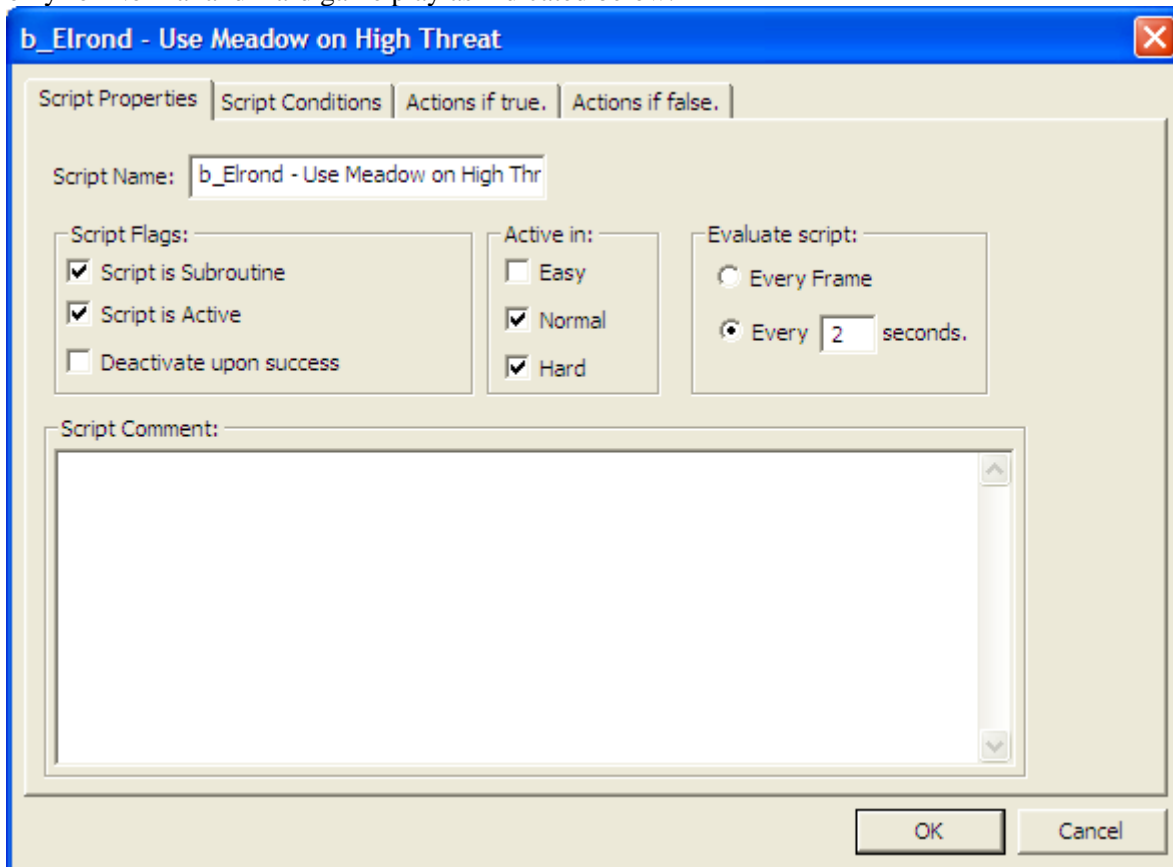 b_Elrond - Use Meadow on High Threat
Script Properties Script Conditions Actions if true. Actions if false.
Script Name: b_Elrond - Use Meadow on High Thr
Script Flags: Active in: Evaluate script:
Script is Subroutine Easy Every Frame
Script is Active Normal Every 2 seconds.
Deactivate upon success Hard
Script Comment:
OK Cancel